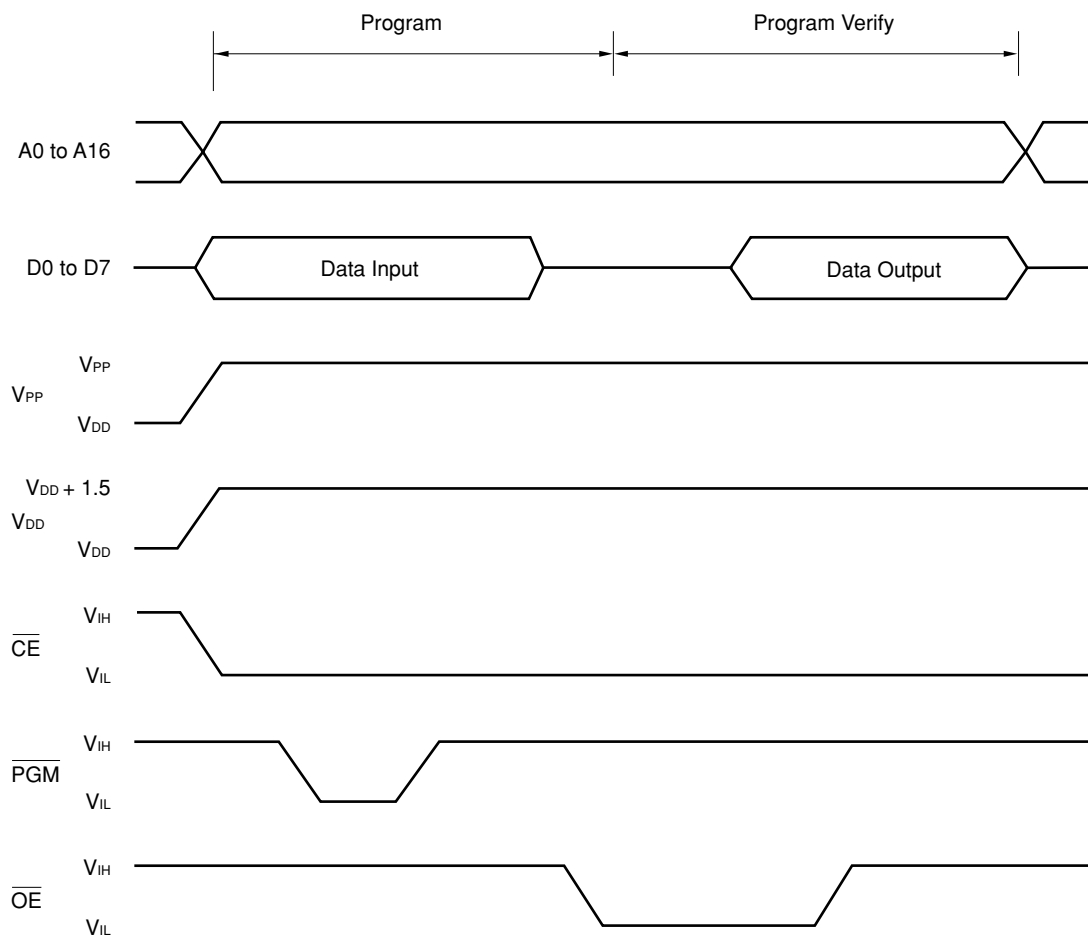 Program
Program Verify
A0 to A16
D0 to D7
Data Input
Data Output
VPP
VPP
VDD
VDD + 1.5
VDD
VDD
VIH
CE
VIL
VIH
PGM
VIL
VIH
OE
VIL